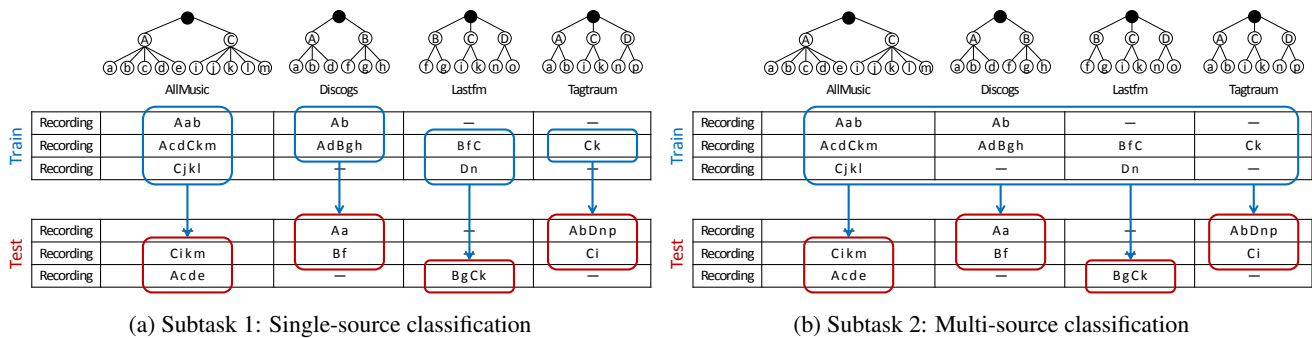 A C A B B C D A C D A C A B B C D A C D
a b c d e i j k l m a b d f g h f g i k n o a b i k n p a b c d e i j k l m a b d f g h f g i k n o a b i k n p
AllMusic Discogs Lastfm Tagtraum AllMusic Discogs Lastfm Tagtraum
Train
Recording Aab Ab — —
Recording AcdCkm AdBgh BfC Ck
Recording Cjkl — Dn —
Test
Recording — Aa — AbDnp
Recording Cikm Bf — Ci
Recording Acde — BgCk —
(a) Subtask 1: Single-source classification
Train
Recording Aab Ab — —
Recording AcdCkm AdBgh BfC Ck
Recording Cjkl — Dn —
Test
Recording — Aa — AbDnp
Recording Cikm Bf — Ci
Recording Acde — BgCk —
(b) Subtask 2: Multi-source classification